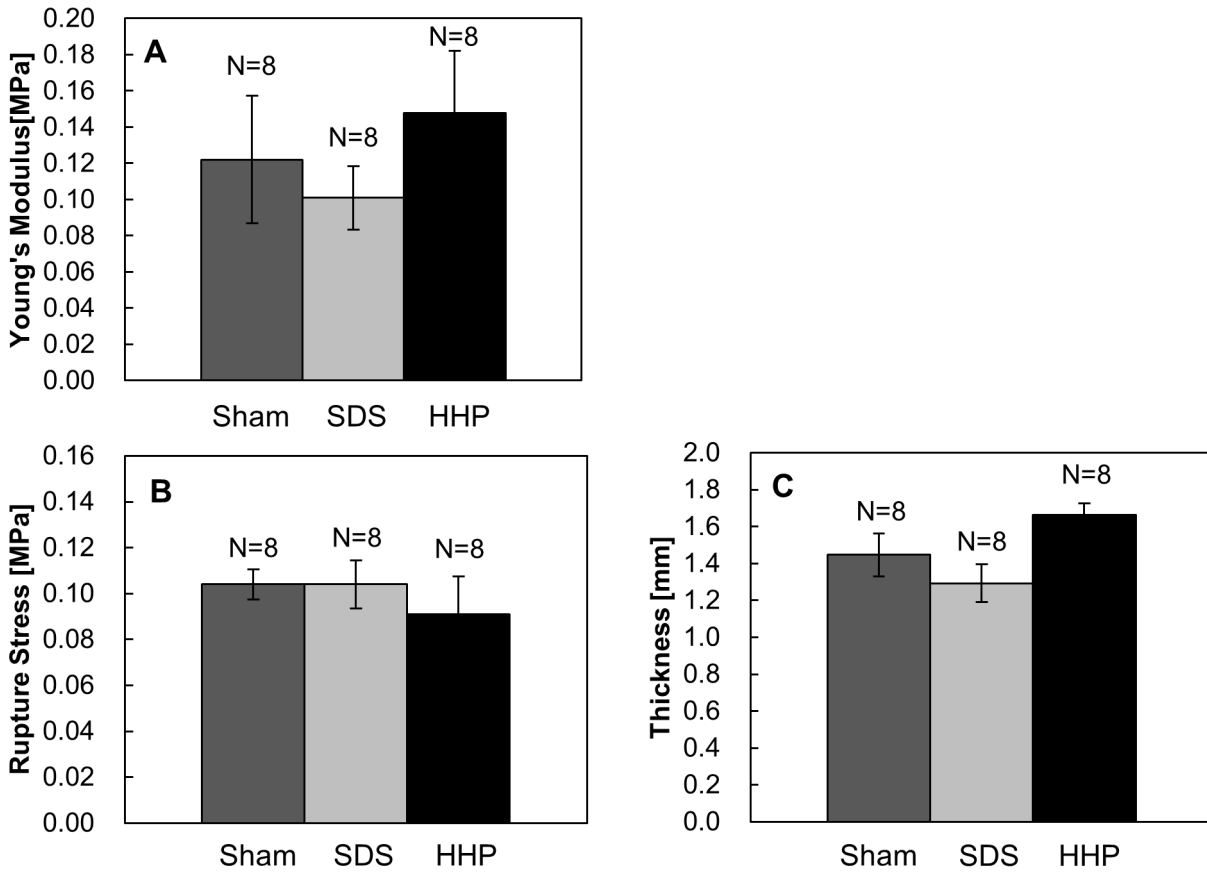 A
Young's Modulus[MPa]
0.20
0.18
0.16
0.14
0.12
0.10
0.08
0.06
0.04
0.02
0.00
N=8
N=8
N=8
Sham SDS HHP
B
Rupture Stress [MPa]
0.16
0.14
0.12
0.10
0.08
0.06
0.04
0.02
0.00
N=8
N=8
N=8
Sham SDS HHP
C
Thickness [mm]
2.0
1.8
1.6
1.4
1.2
1.0
0.8
0.6
0.4
0.2
0.0
N=8
N=8
N=8
Sham SDS HHP